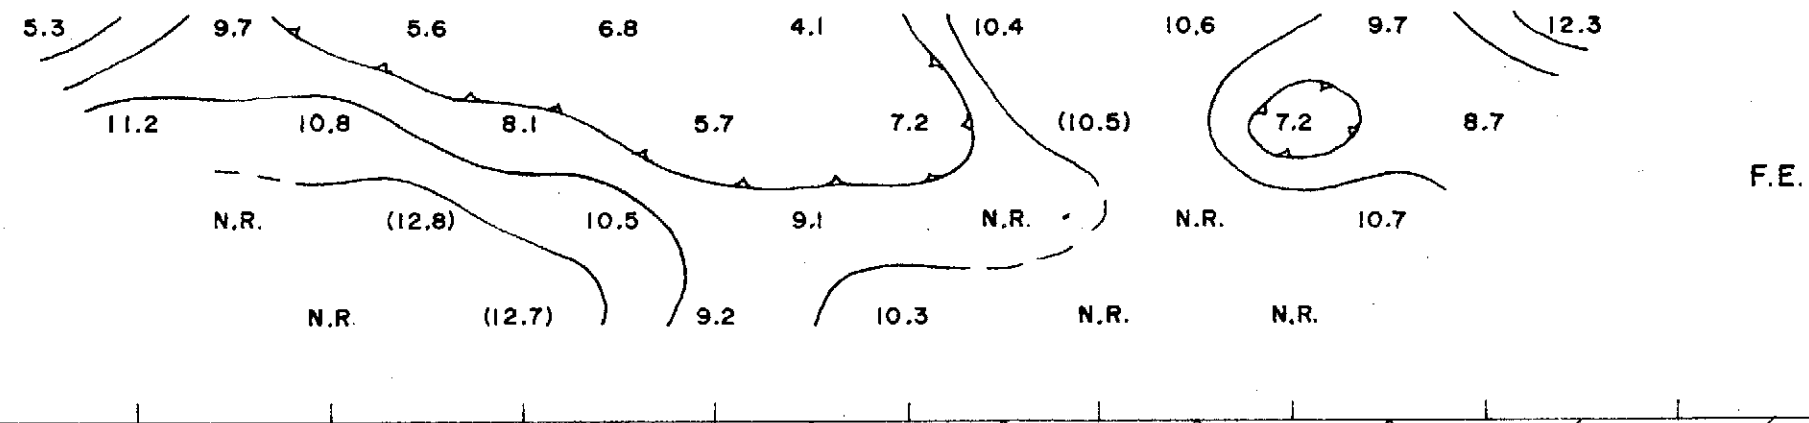 5.3 9.7 5.6 6.8 4.1 10.4 10.6 9.7 12.3
11.2 10.8 8.1 5.7 7.2 (10.5) 7.2 8.7
F.E.
N.R. (12.8) 10.5 9.1 N.R. N.R. 10.7
N.R. (12.7) 9.2 10.3 N.R. N.R.